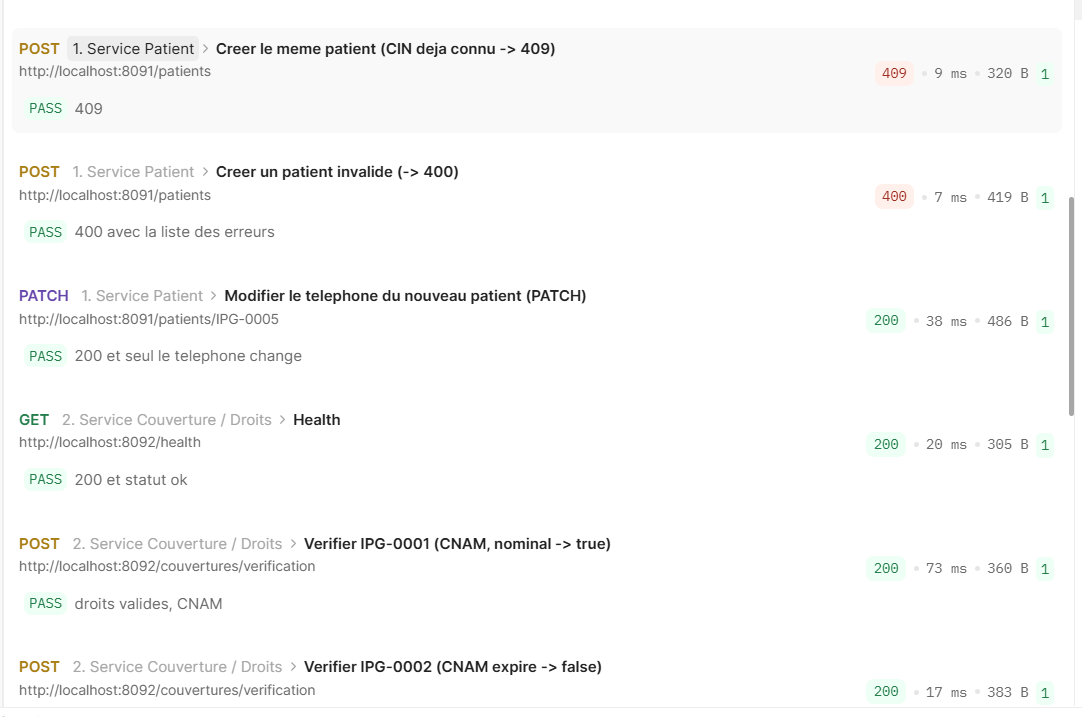 POST 1. Service Patient > Creer le meme patient (CIN deja connu -> 409)
http://localhost:8091/patients
409 • 9 ms • 320 B 1
PASS 409
POST 1. Service Patient > Creer un patient invalide (-> 400)
http://localhost:8091/patients
400 • 7 ms • 419 B 1
PASS 400 avec la liste des erreurs
PATCH 1. Service Patient > Modifier le telephone du nouveau patient (PATCH)
http://localhost:8091/patients/IPG-0005
200 • 38 ms • 486 B 1
PASS 200 et seul le telephone change
GET 2. Service Couverture / Droits > Health
http://localhost:8092/health
200 • 20 ms • 305 B 1
PASS 200 et statut ok
POST 2. Service Couverture / Droits > Verifier IPG-0001 (CNAM, nominal -> true)
http://localhost:8092/couvertures/verification
200 • 73 ms • 360 B 1
PASS droits valides, CNAM
POST 2. Service Couverture / Droits > Verifier IPG-0002 (CNAM expire -> false)
http://localhost:8092/couvertures/verification
200 • 17 ms • 383 B 1